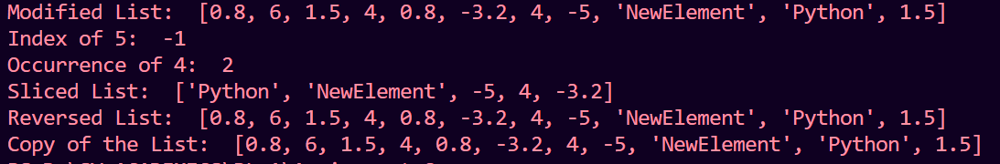 Modified List:  [0.8, 6, 1.5, 4, 0.8, -3.2, 4, -5, 'NewElement', 'Python', 1.5]
Index of 5:  -1
Occurrence of 4:  2
Sliced List:  ['Python', 'NewElement', -5, 4, -3.2]
Reversed List:  [0.8, 6, 1.5, 4, 0.8, -3.2, 4, -5, 'NewElement', 'Python', 1.5]
Copy of the List:  [0.8, 6, 1.5, 4, 0.8, -3.2, 4, -5, 'NewElement', 'Python', 1.5]